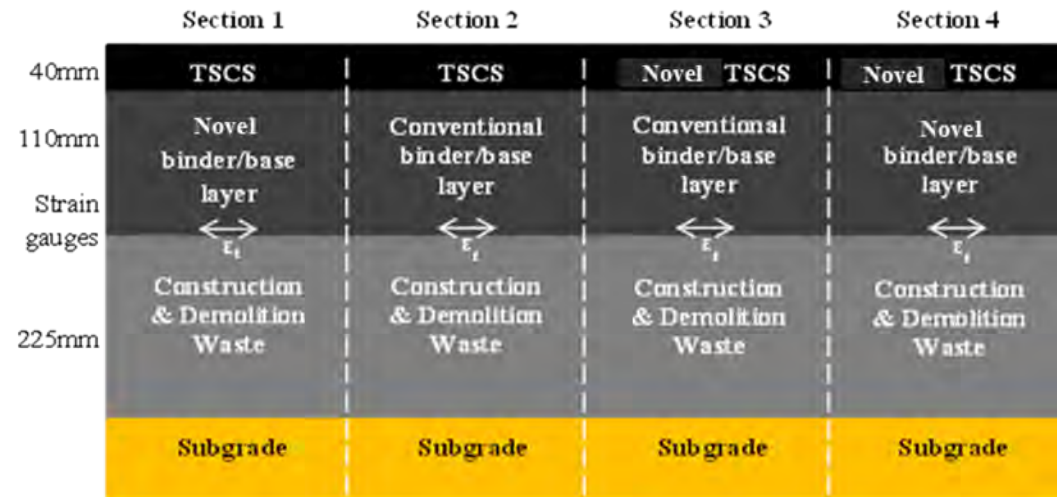 Section 1 Section 2 Section 3 Section 4
40mm TSCS TSCS Novel TSCS Novel TSCS
110mm
Novel
binder/base
layer
Conventional
binder/base
layer
Conventional
binder/base
layer
Novel
binder/base
layer
Strain
gauges
εt εt εt εt
225mm
Construction
& Demolition
Waste
Construction
& Demolition
Waste
Construction
& Demolition
Waste
Construction
& Demolition
Waste
Subgrade Subgrade Subgrade Subgrade